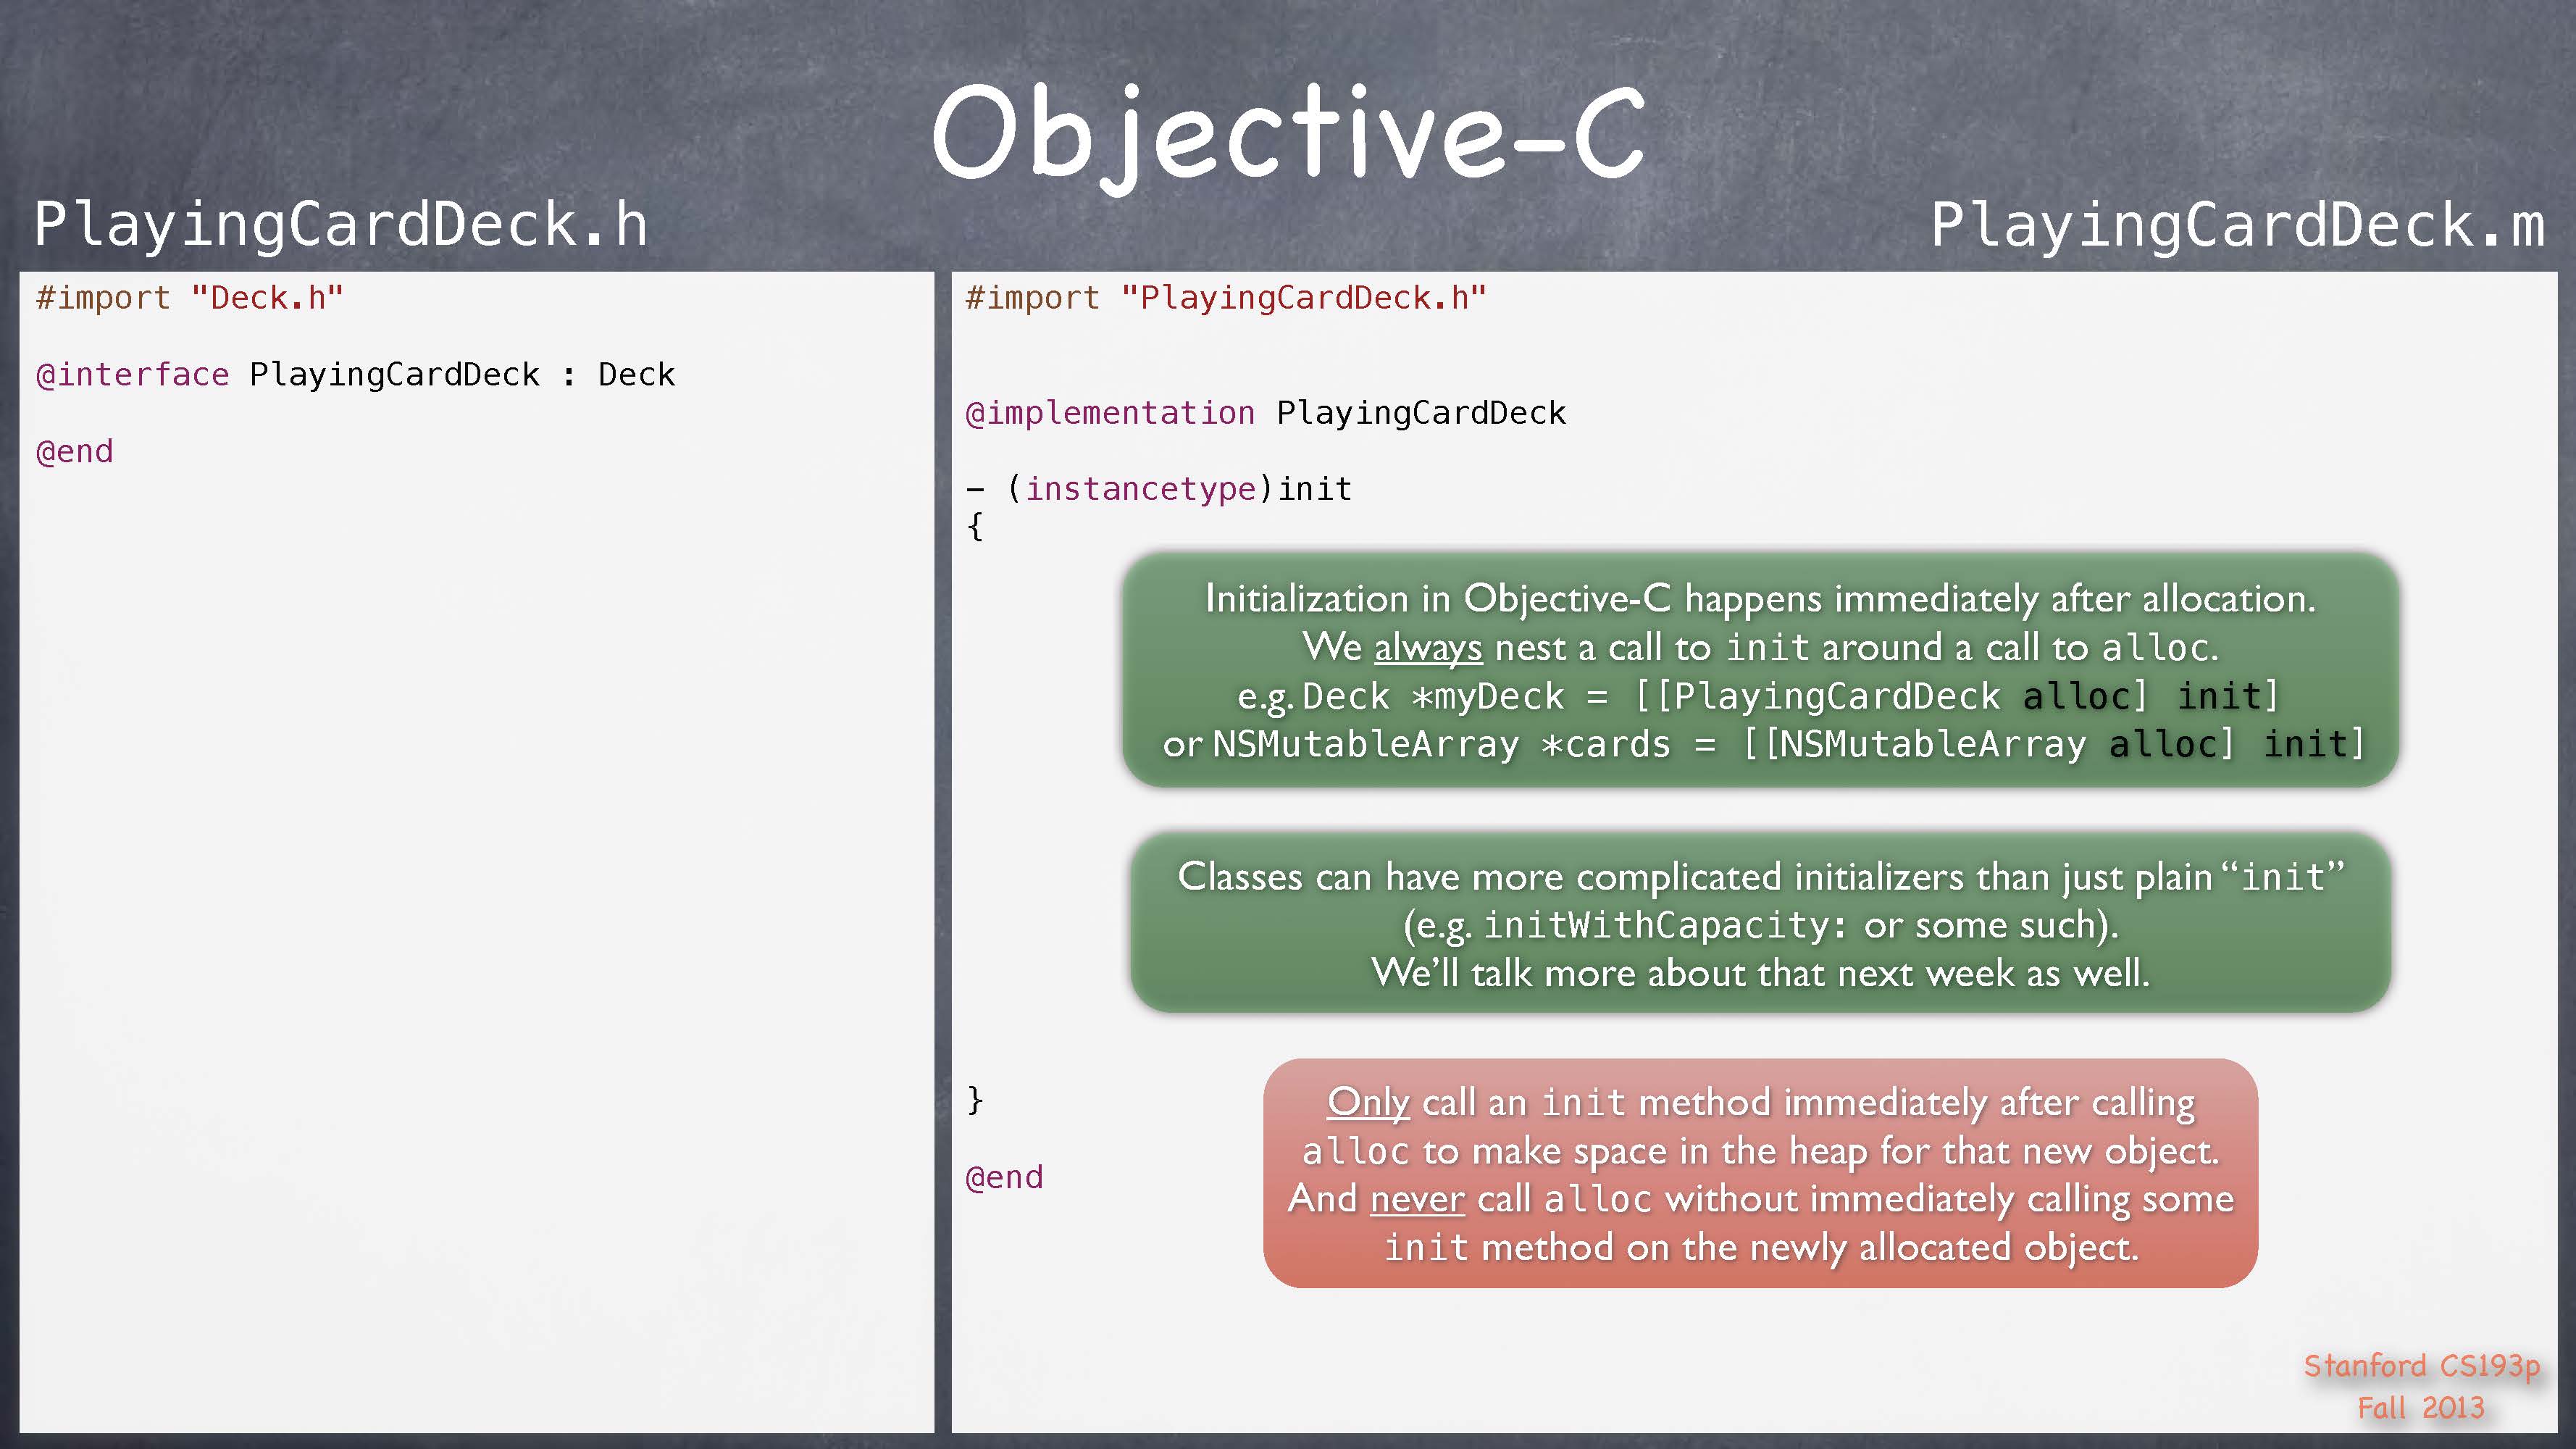 Objective-C
PlayingCardDeck.h
#import "Deck.h"
@interface PlayingCardDeck : Deck
@end
PlayingCardDeck.m
#import "PlayingCardDeck.h"
@implementation PlayingCardDeck
- (instancetype)init
{
Initialization in Objective-C happens immediately after allocation.
We always nest a call to init around a call to alloc.
e.g. Deck *myDeck = [[PlayingCardDeck alloc] init]
or NSMutableArray *cards = [[NSMutableArray alloc] init]
Classes can have more complicated initializers than just plain “init”
(e.g. initWithCapacity: or some such).
We’ll talk more about that next week as well.
}
Only call an init method immediately after calling
alloc to make space in the heap for that new object.
And never call alloc without immediately calling some
init method on the newly allocated object.
@end
Stanford CS193p
Fall 2013